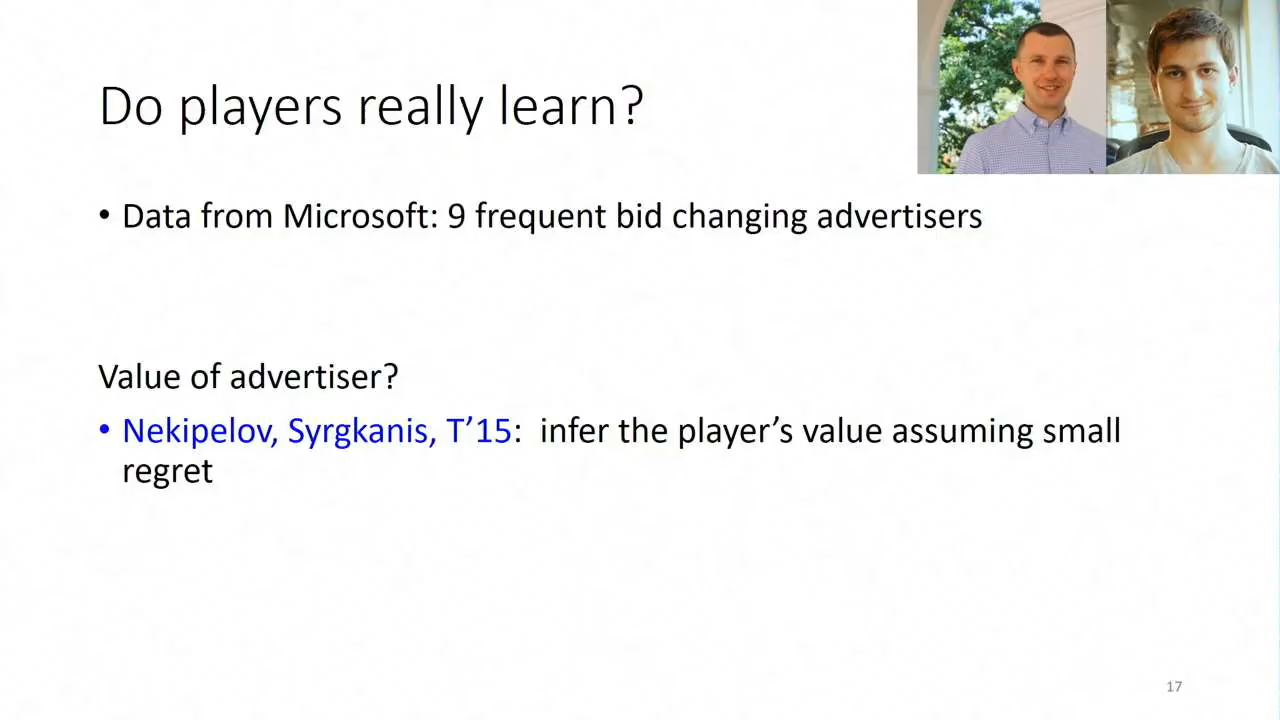 Do players really learn?
• Data from Microsoft: 9 frequent bid changing advertisers
Value of advertiser?
• Nekipelov, Syrgkanis, T’15: infer the player’s value assuming small
regret
17